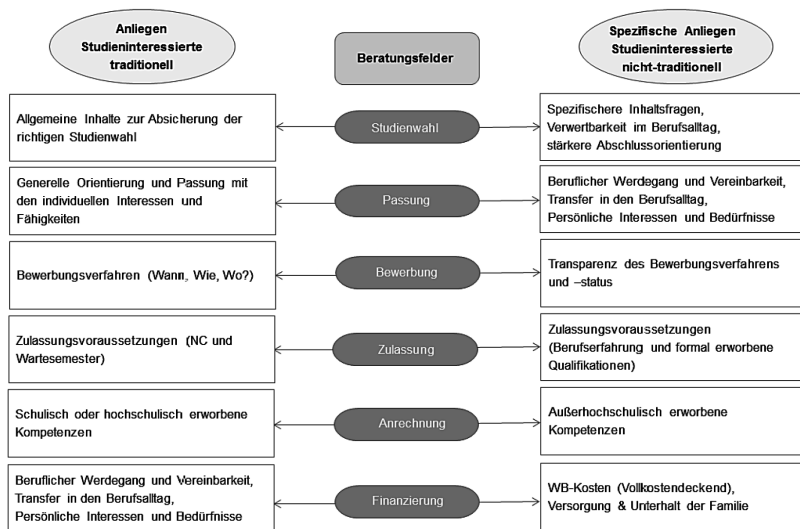 Anliegen
Studieninteressierte
traditionell
Beratungsfelder
Spezifische Anliegen
Studieninteressierte
nicht-traditionell
Allgemeine Inhalte zur Absicherung der
richtigen Studienwahl
Studienwahl
Spezifischere Inhaltsfragen,
Verwertbarkeit im Berufsalltag,
stärkere Abschlussorientierung
Generelle Orientierung und Passung mit
den individuellen Interessen und
Fähigkeiten
Passung
Beruflicher Werdegang und Vereinbarkeit,
Transfer in den Berufsalltag,
Persönliche Interessen und Bedürfnisse
Bewerbungsverfahren (Wann, Wie, Wo?)
Bewerbung
Transparenz des Bewerbungsverfahrens
und –status
Zulassungsvoraussetzungen (NC und
Wartesemester)
Zulassung
Zulassungsvoraussetzungen
(Berufserfahrung und formal erworbene
Qualifikationen)
Schulisch oder hochschulisch erworbene
Kompetenzen
Anrechnung
Außerhochschulisch erworbene
Kompetenzen
Beruflicher Werdegang und Vereinbarkeit,
Transfer in den Berufsalltag,
Persönliche Interessen und Bedürfnisse
Finanzierung
WB-Kosten (Vollkostendeckend),
Versorgung & Unterhalt der Familie